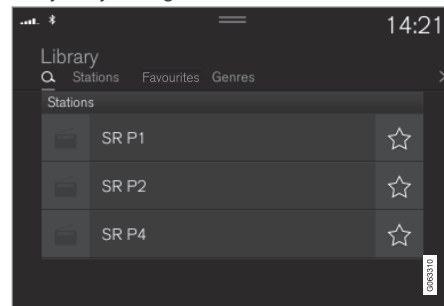 14:21
Library
Stations Favourites Genres
Stations
SR P1
SR P2
SR P4
G063310